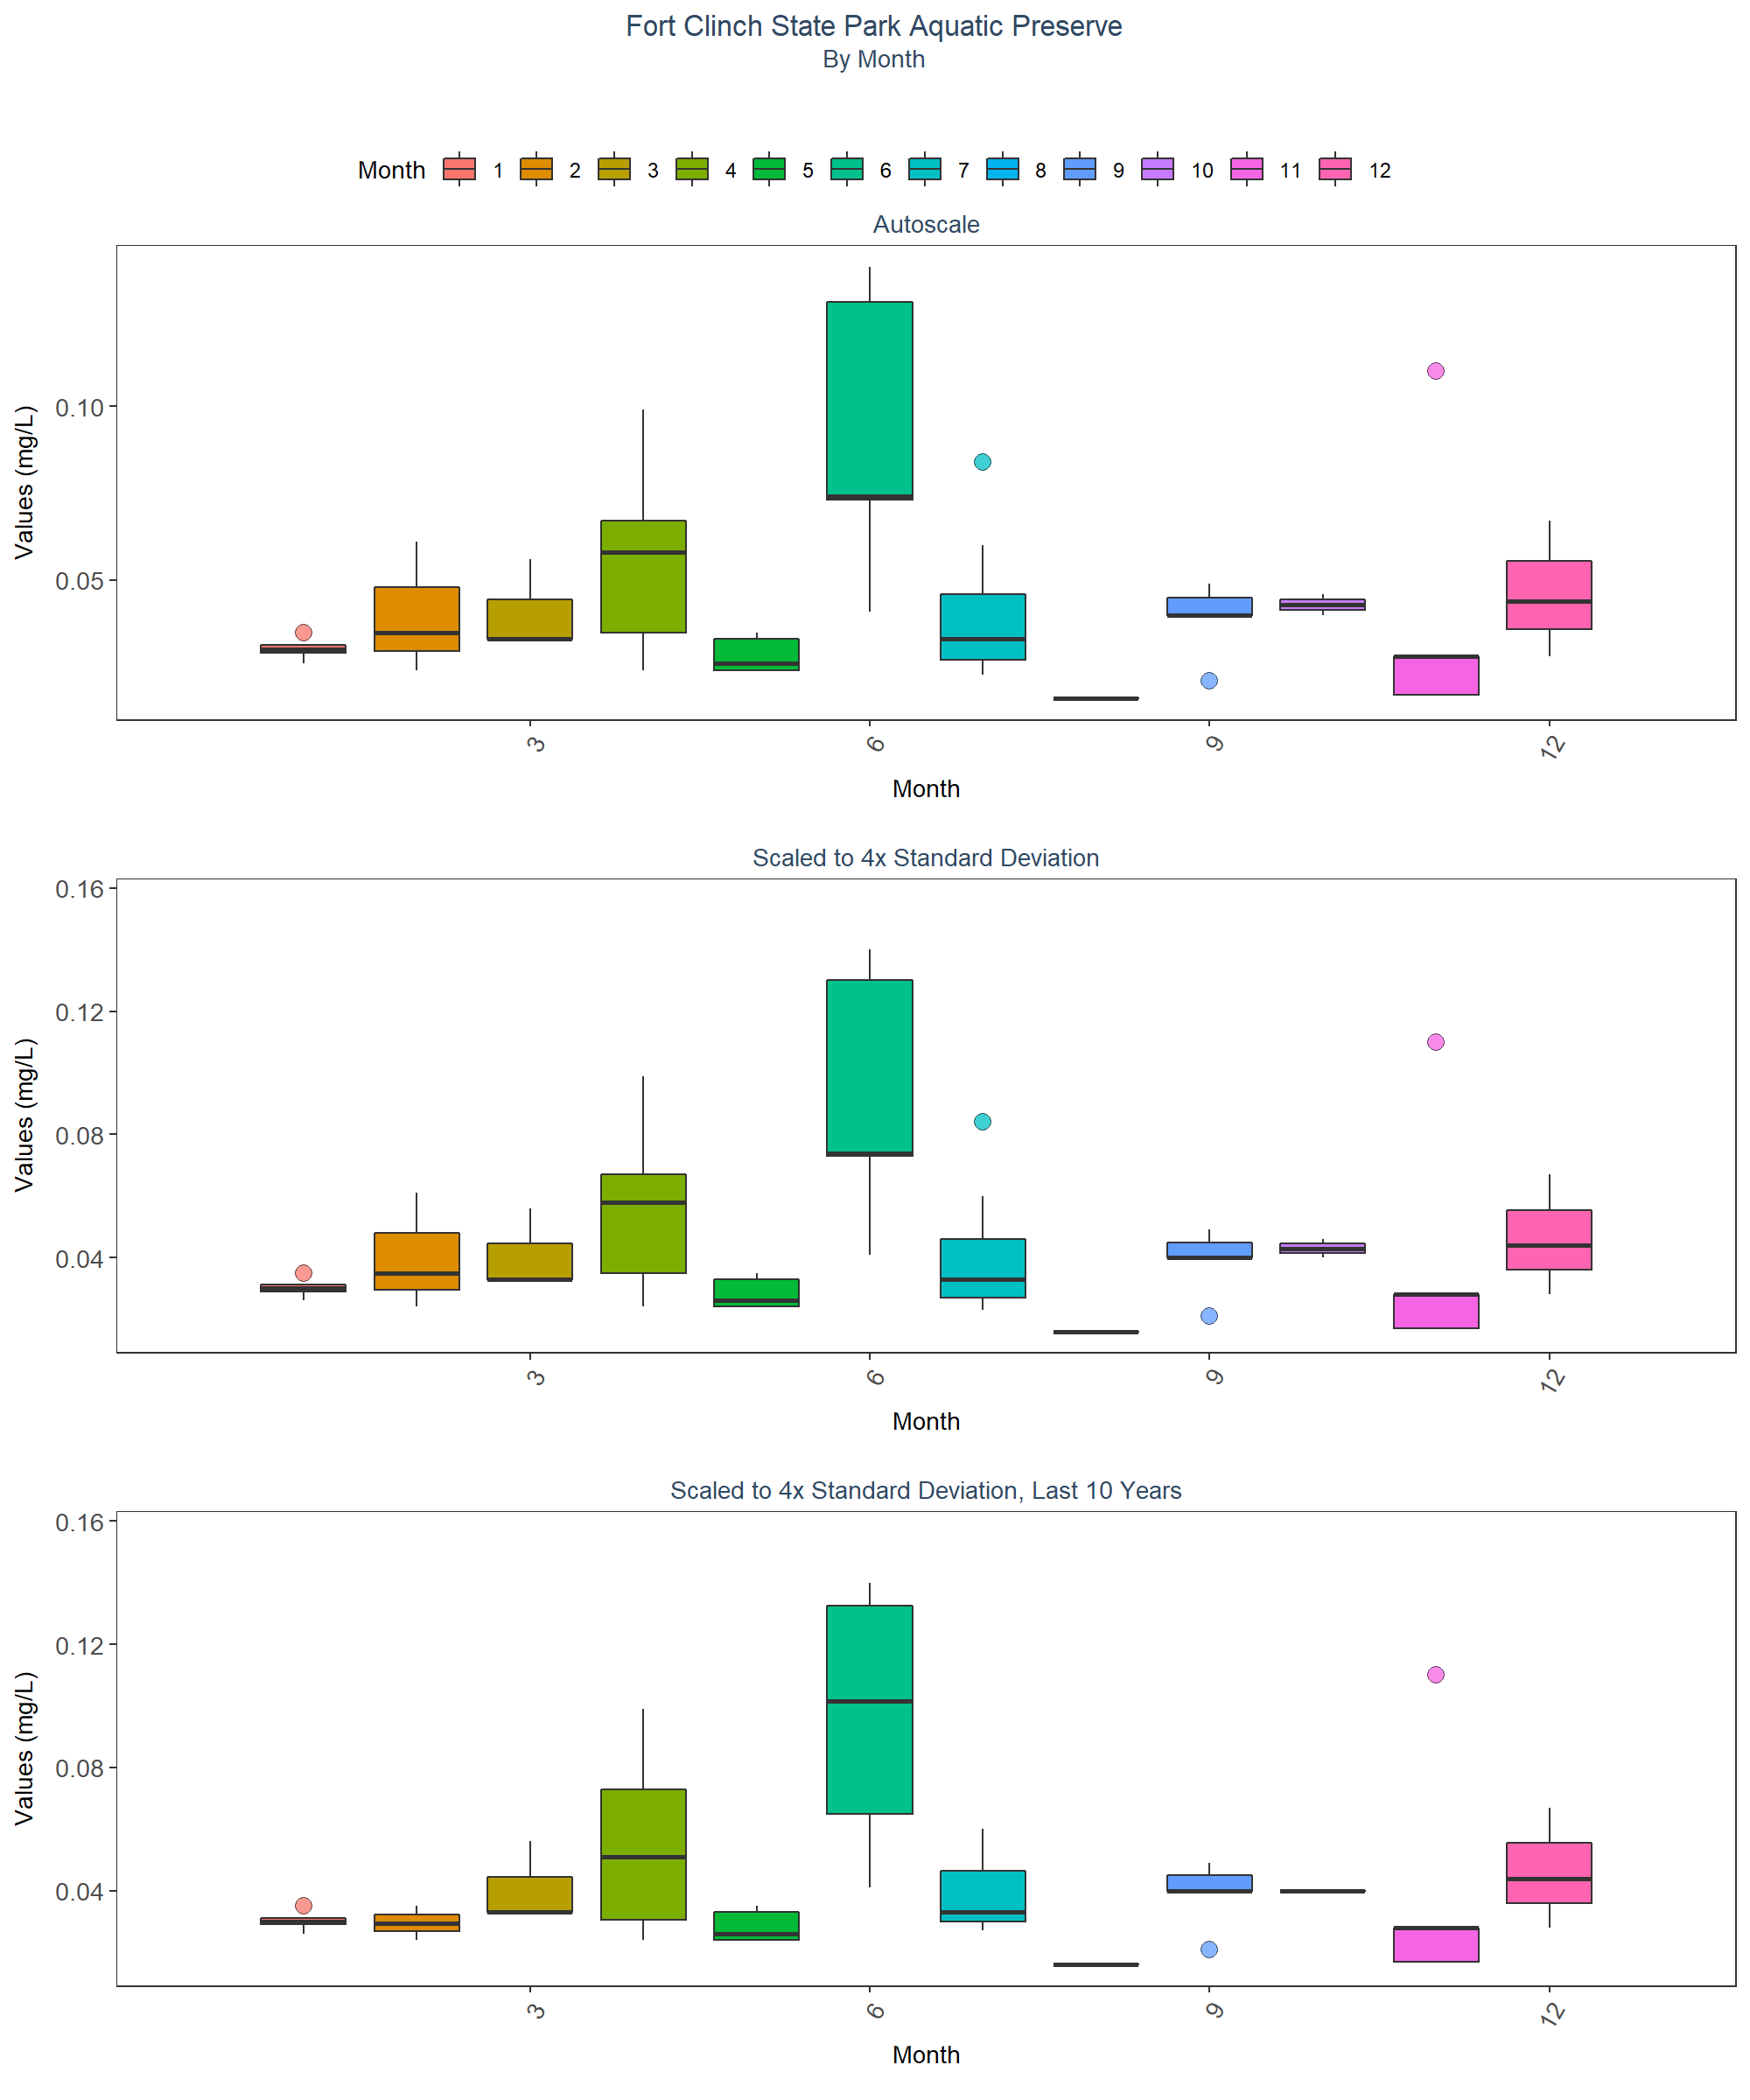 Fort Clinch State Park Aquatic Preserve
By Month
Month 1 2 3 4 5 6 7 8 9 10 11 12
Autoscale
Values (mg/L)
0.10
0.05
3 6 9 12
Month
Scaled to 4x Standard Deviation
Values (mg/L)
0.16
0.12
0.08
0.04
3 6 9 12
Month
Scaled to 4x Standard Deviation, Last 10 Years
Values (mg/L)
0.16
0.12
0.08
0.04
3 6 9 12
Month